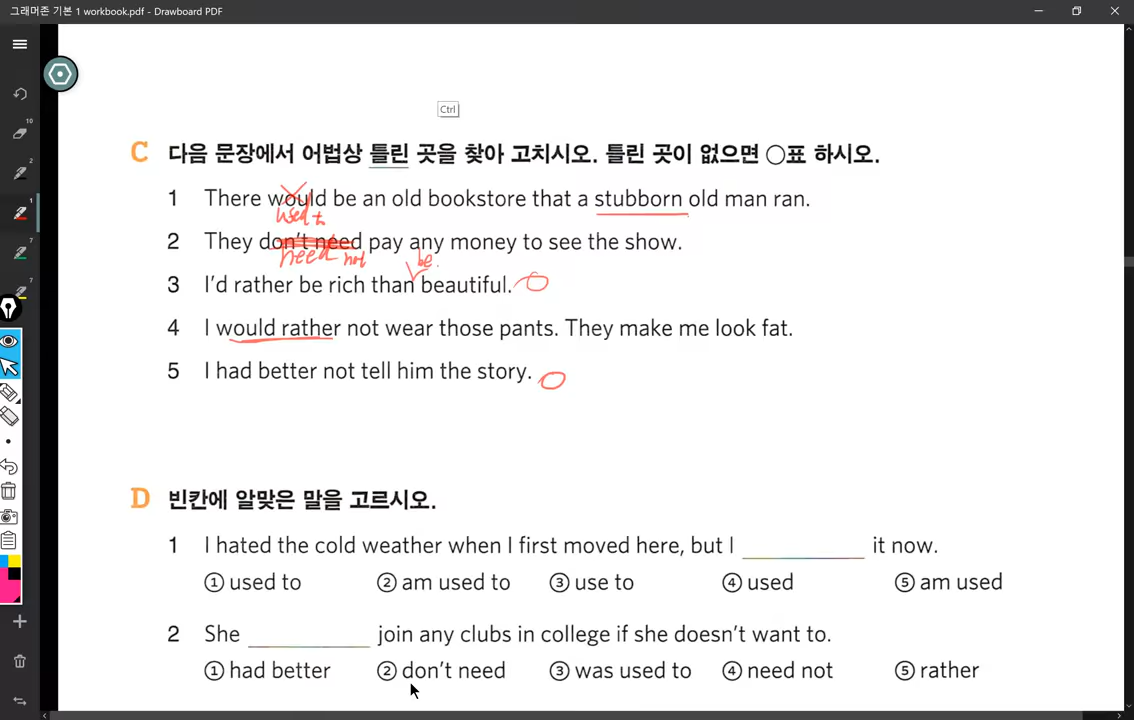 그래머존 기본 1 workbook.pdf - Drawboard PDF
Ctrl
C 다음 문장에서 어법상 틀린 곳을 찾아 고치시오. 틀린 곳이 없으면 ◯표 하시오.
1 There would be an old bookstore that a stubborn old man ran.
used to
2 They don't need pay any money to see the show.
need not
be
3 I'd rather be rich than beautiful.
4 I would rather not wear those pants. They make me look fat.
5 I had better not tell him the story.
D 빈칸에 알맞은 말을 고르시오.
1 I hated the cold weather when I first moved here, but I ____________ it now.
① used to ② am used to ③ use to ④ used ⑤ am used
2 She ____________ join any clubs in college if she doesn't want to.
① had better ② don't need ③ was used to ④ need not ⑤ rather
10
2
1
7
7